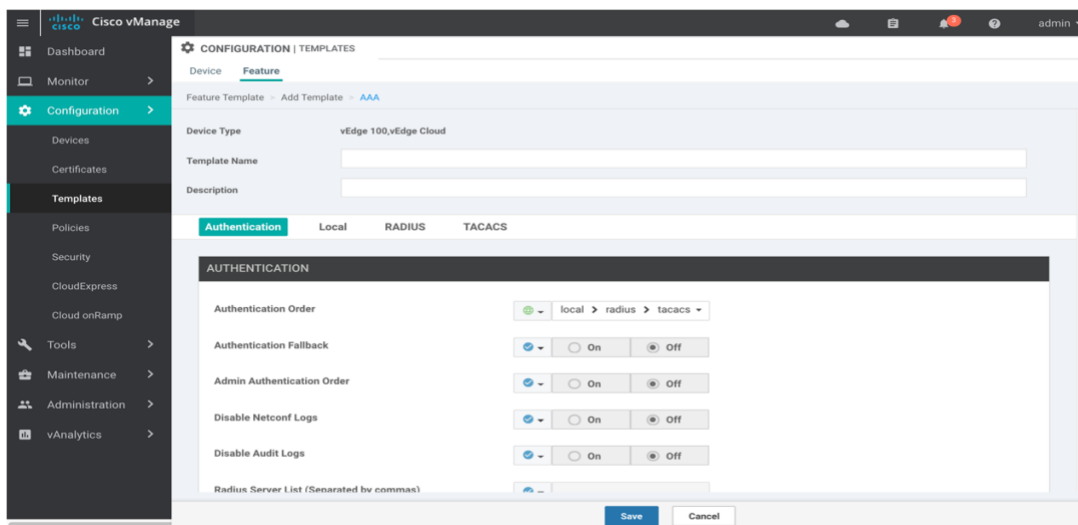 cisco Cisco vManage
3
admin
Dashboard
Monitor
Configuration
Devices
Certificates
Templates
Policies
Security
CloudExpress
Cloud onRamp
Tools
Maintenance
Administration
vAnalytics
CONFIGURATION | TEMPLATES
Device Feature
Feature Template > Add Template > AAA
Device Type vEdge 100,vEdge Cloud
Template Name
Description
Authentication Local RADIUS TACACS
AUTHENTICATION
Authentication Order local > radius > tacacs
Authentication Fallback On Off
Admin Authentication Order On Off
Disable Netconf Logs On Off
Disable Audit Logs On Off
Radius Server List (Separated by commas)
Save Cancel